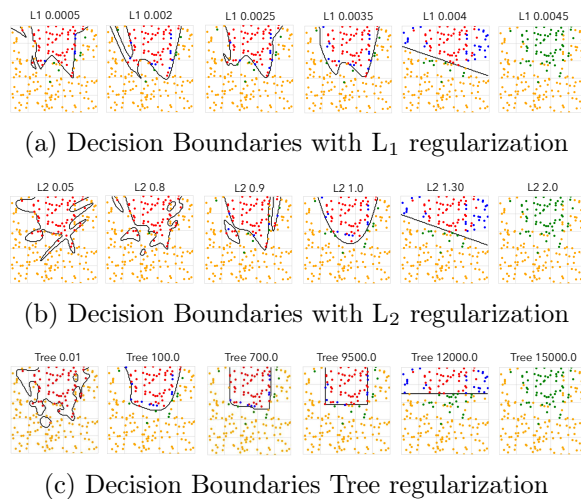 L1 0.0005 L1 0.002 L1 0.0025 L1 0.0035 L1 0.004 L1 0.0045
(a) Decision Boundaries with L₁ regularization
L2 0.05 L2 0.8 L2 0.9 L2 1.0 L2 1.30 L2 2.0
(b) Decision Boundaries with L₂ regularization
Tree 0.01 Tree 100.0 Tree 700.0 Tree 9500.0 Tree 12000.0 Tree 15000.0
(c) Decision Boundaries Tree regularization